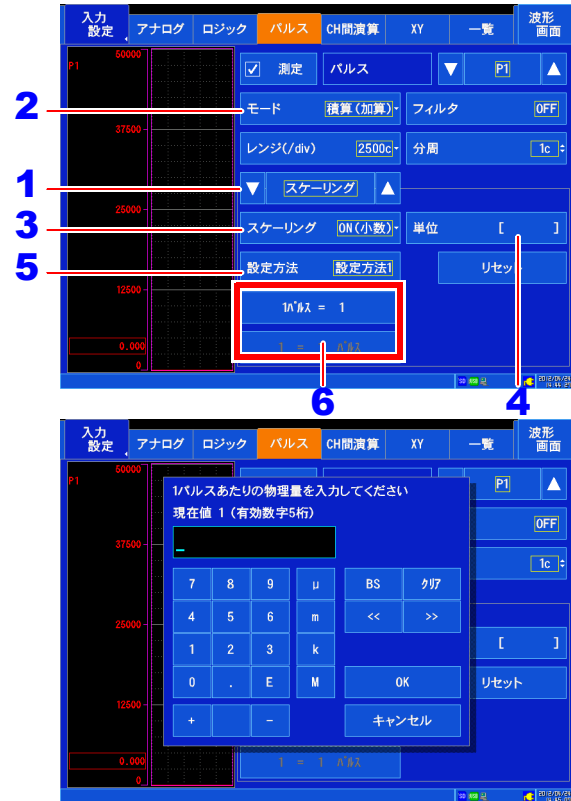 入力
設定
アナログ
ロジック
パルス
CH間演算
XY
一覧
波形
画面
P1
50000
測定
パルス
P1
2
モード
積算(加算)
フィルタ
OFF
37500
レンジ(/div)
2500c
分周
1c
1
スケーリング
25000
3
スケーリング
ON(小数)
単位
[ ]
5
設定方法
設定方法1
リセット
12500
1パルス = 1
0.000
1 = パルス
0
6
4
入力
設定
アナログ
ロジック
パルス
CH間演算
XY
一覧
波形
画面
P1
50000
1パルスあたりの物理量を入力してください
P1
現在値 1 (有効数字5桁)
OFF
37500
1c
7 8 9 μ BS クリア
4 5 6 m << >>
25000
1 2 3 k
[ ]
0 . E M OK
リセット
12500
+ - キャンセル
0.000
1 = 1 パルス
0